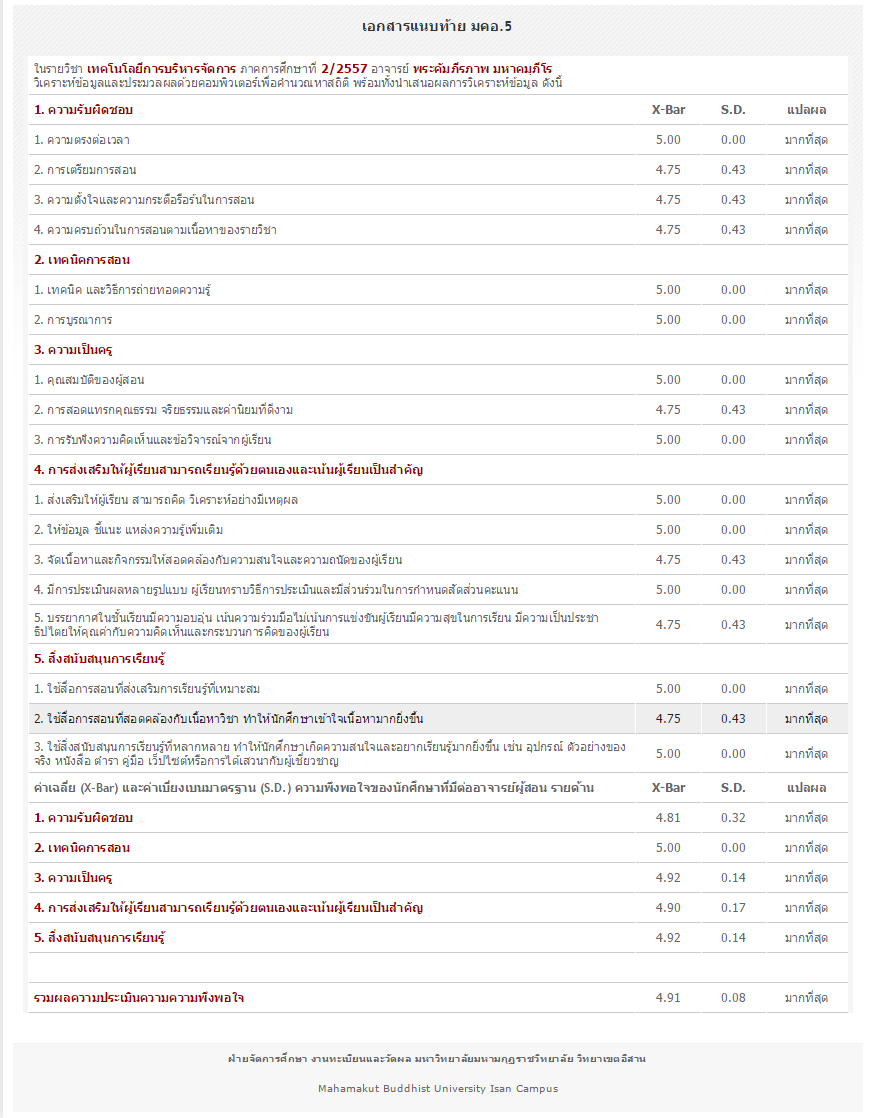 เอกสารแนบท้าย มคอ.5
ในรายวิชา เทคโนโลยีการบริหารจัดการ ภาคการศึกษาที่ 2/2557 อาจารย์ พระคัมภีรภาพ มหาคมฺภีโร
วิเคราะห์ข้อมูลและประมวลผลด้วยคอมพิวเตอร์เพื่อคำนวณหาสถิติ พร้อมทั้งนำเสนอผลการวิเคราะห์ข้อมูล ดังนี้
1. ความรับผิดชอบ X-Bar S.D. แปลผล
1. ความตรงต่อเวลา 5.00 0.00 มากที่สุด
2. การเตรียมการสอน 4.75 0.43 มากที่สุด
3. ความตั้งใจและความกระตือรือร้นในการสอน 4.75 0.43 มากที่สุด
4. ความครบถ้วนในการสอนตามเนื้อหาของรายวิชา 4.75 0.43 มากที่สุด
2. เทคนิคการสอน
1. เทคนิค และวิธีการถ่ายทอดความรู้ 5.00 0.00 มากที่สุด
2. การบูรณาการ 5.00 0.00 มากที่สุด
3. ความเป็นครู
1. คุณสมบัติของผู้สอน 5.00 0.00 มากที่สุด
2. การสอดแทรกคุณธรรม จริยธรรมและค่านิยมที่ดีงาม 4.75 0.43 มากที่สุด
3. การรับฟังความคิดเห็นและข้อวิจารณ์จากผู้เรียน 5.00 0.00 มากที่สุด
4. การส่งเสริมให้ผู้เรียนสามารถเรียนรู้ด้วยตนเองและเน้นผู้เรียนเป็นสำคัญ
1. ส่งเสริมให้ผู้เรียน สามารถคิด วิเคราะห์อย่างมีเหตุผล 5.00 0.00 มากที่สุด
2. ให้ข้อมูล ชี้แนะ แหล่งความรู้เพิ่มเติม 5.00 0.00 มากที่สุด
3. จัดเนื้อหาและกิจกรรมให้สอดคล้องกับความสนใจและความถนัดของผู้เรียน 4.75 0.43 มากที่สุด
4. มีการประเมินผลหลายรูปแบบ ผู้เรียนทราบวิธีการประเมินและมีส่วนร่วมในการกำหนดสัดส่วนคะแนน 5.00 0.00 มากที่สุด
5. บรรยากาศในชั้นเรียนมีความอบอุ่น เน้นความร่วมมือไม่เน้นการแข่งขันผู้เรียนมีความสุขในการเรียน มีความเป็นประชา
ธิปไตยให้คุณค่ากับความคิดเห็นและกระบวนการคิดของผู้เรียน 4.75 0.43 มากที่สุด
5. สิ่งสนับสนุนการเรียนรู้
1. ใช้สื่อการสอนที่ส่งเสริมการเรียนรู้ที่เหมาะสม 5.00 0.00 มากที่สุด
2. ใช้สื่อการสอนที่สอดคล้องกับเนื้อหาวิชา ทำให้นักศึกษาเข้าใจเนื้อหามากยิ่งขึ้น 4.75 0.43 มากที่สุด
3. ใช้สิ่งสนับสนุนการเรียนรู้ที่หลากหลาย ทำให้นักศึกษาเกิดความสนใจและอยากเรียนรู้มากยิ่งขึ้น เช่น อุปกรณ์ ตัวอย่างของ
จริง หนังสือ ตำรา คู่มือ เว็ปไซต์หรือการได้เสวนากับผู้เชี่ยวชาญ 5.00 0.00 มากที่สุด
ค่าเฉลี่ย (X-Bar) และค่าเบี่ยงเบนมาตรฐาน (S.D.) ความพึงพอใจของนักศึกษาที่มีต่ออาจารย์ผู้สอน รายด้าน X-Bar S.D. แปลผล
1. ความรับผิดชอบ 4.81 0.32 มากที่สุด
2. เทคนิคการสอน 5.00 0.00 มากที่สุด
3. ความเป็นครู 4.92 0.14 มากที่สุด
4. การส่งเสริมให้ผู้เรียนสามารถเรียนรู้ด้วยตนเองและเน้นผู้เรียนเป็นสำคัญ 4.90 0.17 มากที่สุด
5. สิ่งสนับสนุนการเรียนรู้ 4.92 0.14 มากที่สุด
รวมผลความประเมินความความพึงพอใจ 4.91 0.08 มากที่สุด
ฝ่ายจัดการศึกษา งานทะเบียนและวัดผล มหาวิทยาลัยมหามกุฏราชวิทยาลัย วิทยาเขตอีสาน
Mahamakut Buddhist University Isan Campus